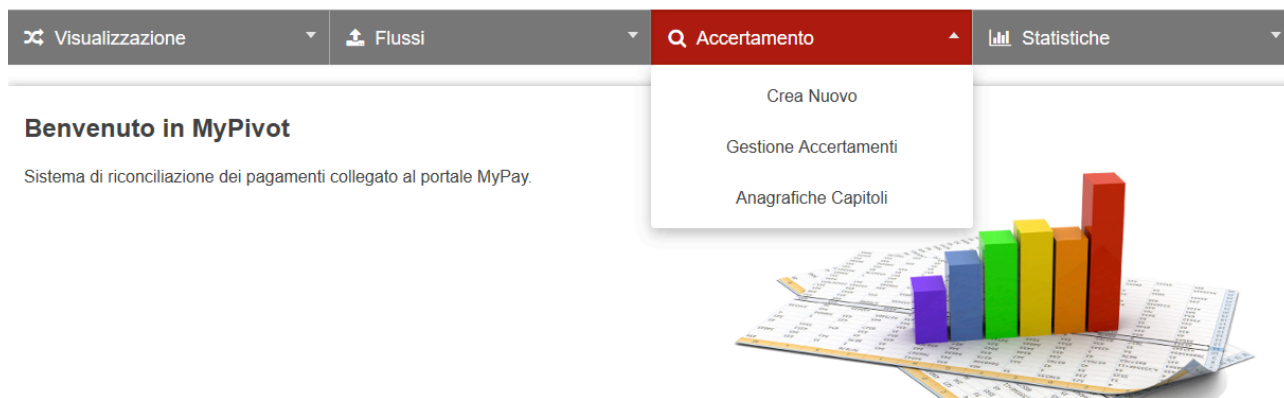 Visualizzazione
Flussi
Accertamento
Statistiche
Crea Nuovo
Gestione Accertamenti
Anagrafiche Capitoli
Benvenuto in MyPivot
Sistema di riconciliazione dei pagamenti collegato al portale MyPay.